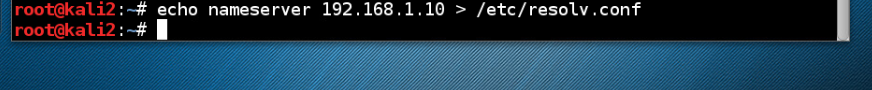 root@kali2:~# echo nameserver 192.168.1.10 > /etc/resolv.conf
root@kali2:~#